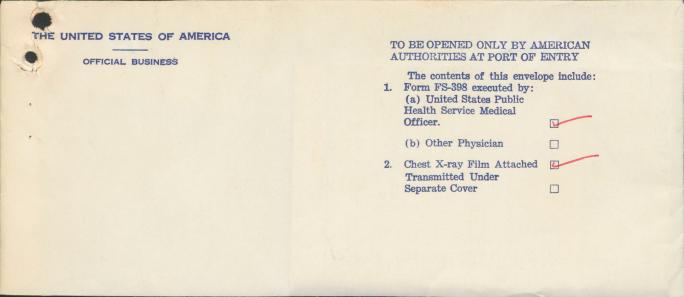 THE UNITED STATES OF AMERICA
OFFICIAL BUSINESS
TO BE OPENED ONLY BY AMERICAN
AUTHORITIES AT PORT OF ENTRY
The contents of this envelope include:
1. Form FS-398 executed by:
(a) United States Public
Health Service Medical
Officer.
(b) Other Physician
2. Chest X-ray Film Attached
Transmitted Under
Separate Cover